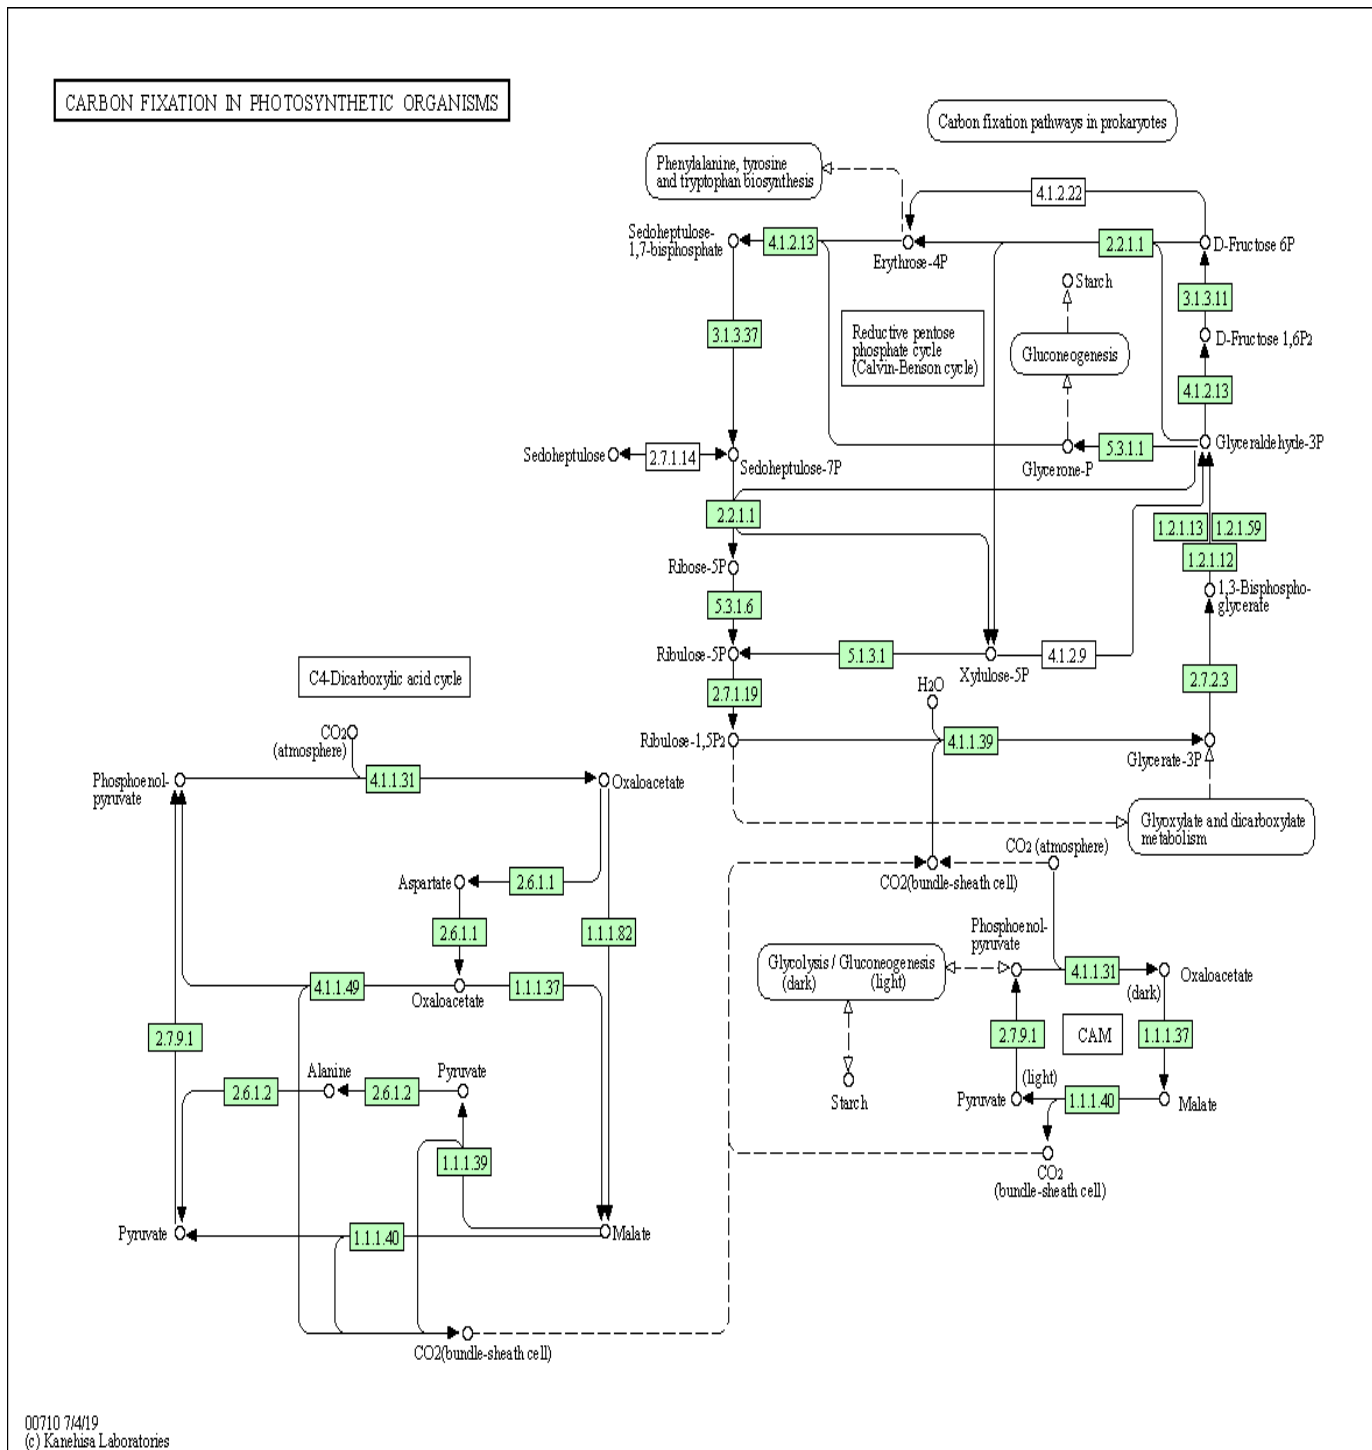 CARBON FIXATION IN PHOTOSYNTHETIC ORGANISMS
Carbon fixation pathways in prokaryotes
Phenylalanine, tyrosine
and tryptophan biosynthesis
4.1.2.22
Sedoheptulose-
1,7-bisphosphate
4.1.2.13
Erythrose-4P
2.2.1.1
D-Fructose 6P
Starch
3.1.3.11
3.1.3.37
Reductive pentose
phosphate cycle
(Calvin-Benson cycle)
Gluconeogenesis
D-Fructose 1,6P2
4.1.2.13
Sedoheptulose
2.7.1.14
Sedoheptulose-7P
Glycerone-P
5.3.1.1
Glyceraldehyde-3P
2.2.1.1
1.2.1.13
1.2.1.59
1.2.1.12
Ribose-5P
1,3-Bisphospho-
glycerate
5.3.1.6
Ribulose-5P
5.1.3.1
Xylulose-5P
4.1.2.9
2.7.2.3
2.7.1.19
H2O
Ribulose-1,5P2
4.1.1.39
Glycerate-3P
Glyoxylate and dicarboxylate
metabolism
C4-Dicarboxylic acid cycle
CO2
(atmosphere)
Phosphoenol-
pyruvate
4.1.1.31
Oxaloacetate
Aspartate
2.6.1.1
2.6.1.1
1.1.1.82
4.1.1.49
Oxaloacetate
1.1.1.37
2.7.9.1
Alanine
Pyruvate
2.6.1.2
2.6.1.2
1.1.1.39
Pyruvate
1.1.1.40
Malate
CO2(bundle-sheath cell)
CO2 (atmosphere)
CO2(bundle-sheath cell)
Phosphoenol-
pyruvate
Glycolysis / Gluconeogenesis
(dark) (light)
4.1.1.31
Oxaloacetate
(dark)
2.7.9.1
CAM
1.1.1.37
Starch
(light)
Pyruvate
1.1.1.40
Malate
CO2
(bundle-sheath cell)
00710 7/4/19
(c) Kanehisa Laboratories